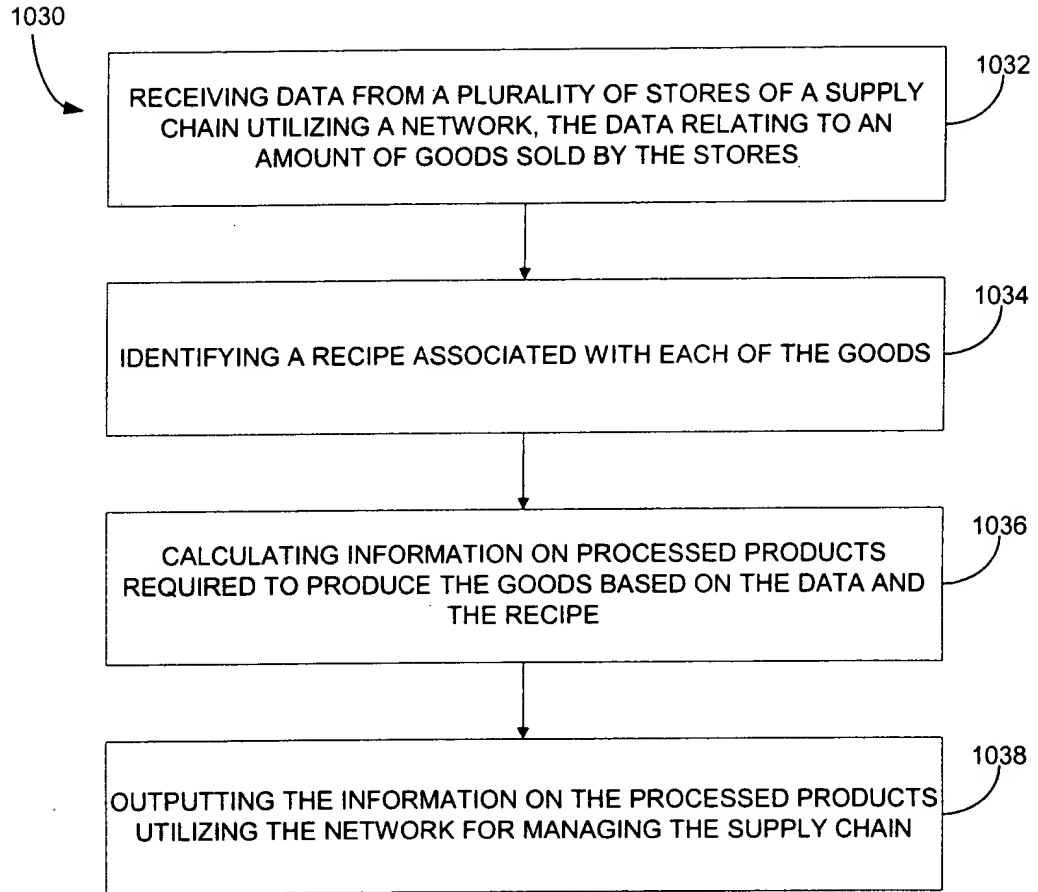 1030
1032
RECEIVING DATA FROM A PLURALITY OF STORES OF A SUPPLY
CHAIN UTILIZING A NETWORK, THE DATA RELATING TO AN
AMOUNT OF GOODS SOLD BY THE STORES
1034
IDENTIFYING A RECIPE ASSOCIATED WITH EACH OF THE GOODS
1036
CALCULATING INFORMATION ON PROCESSED PRODUCTS
REQUIRED TO PRODUCE THE GOODS BASED ON THE DATA AND
THE RECIPE
1038
OUTPUTTING THE INFORMATION ON THE PROCESSED PRODUCTS
UTILIZING THE NETWORK FOR MANAGING THE SUPPLY CHAIN